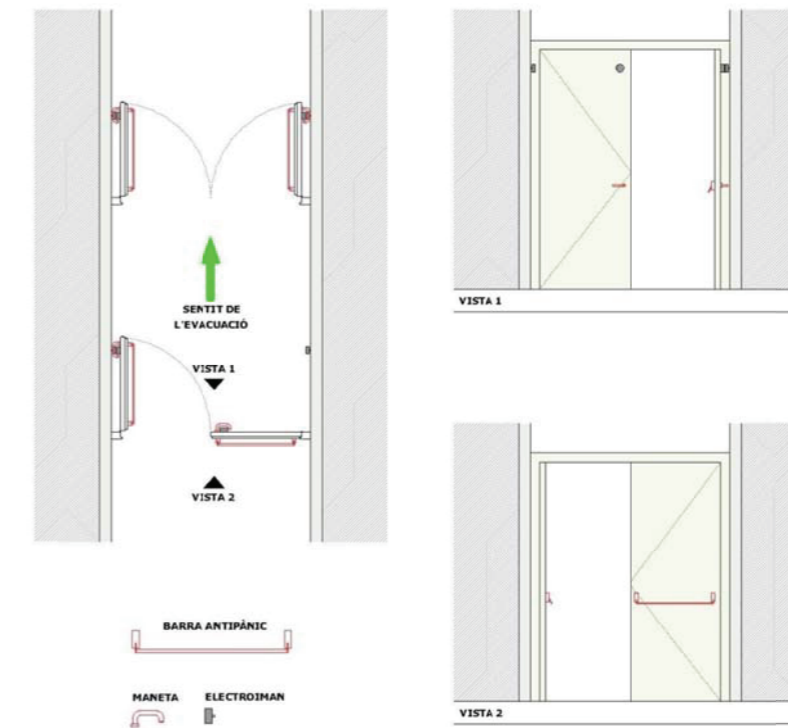 SENTIT DE
L'EVACUACIÓ
VISTA 1
VISTA 2
BARRA ANTIPÀNIC
MANETA
ELECTROIMAN
VISTA 1
VISTA 2